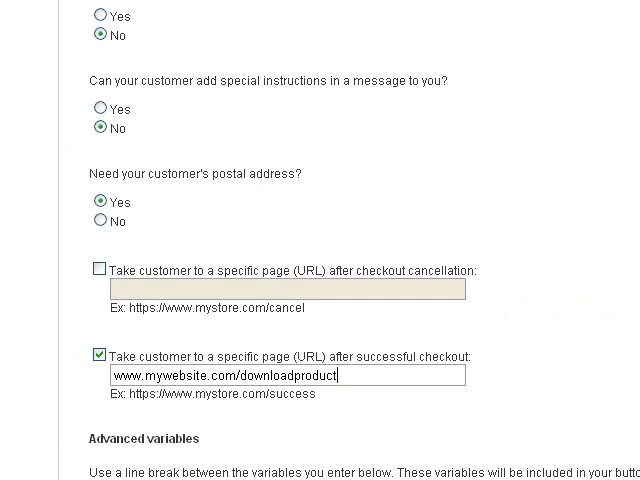 Yes
No
Can your customer add special instructions in a message to you?
Yes
No
Need your customer's postal address?
Yes
No
Take customer to a specific page (URL) after checkout cancellation:
Ex: https://www.mystore.com/cancel
Take customer to a specific page (URL) after successful checkout:
www.mywebsite.com/downloadproduct
Ex: https://www.mystore.com/success
Advanced variables
Use a line break between the variables you enter below. These variables will be included in your butto